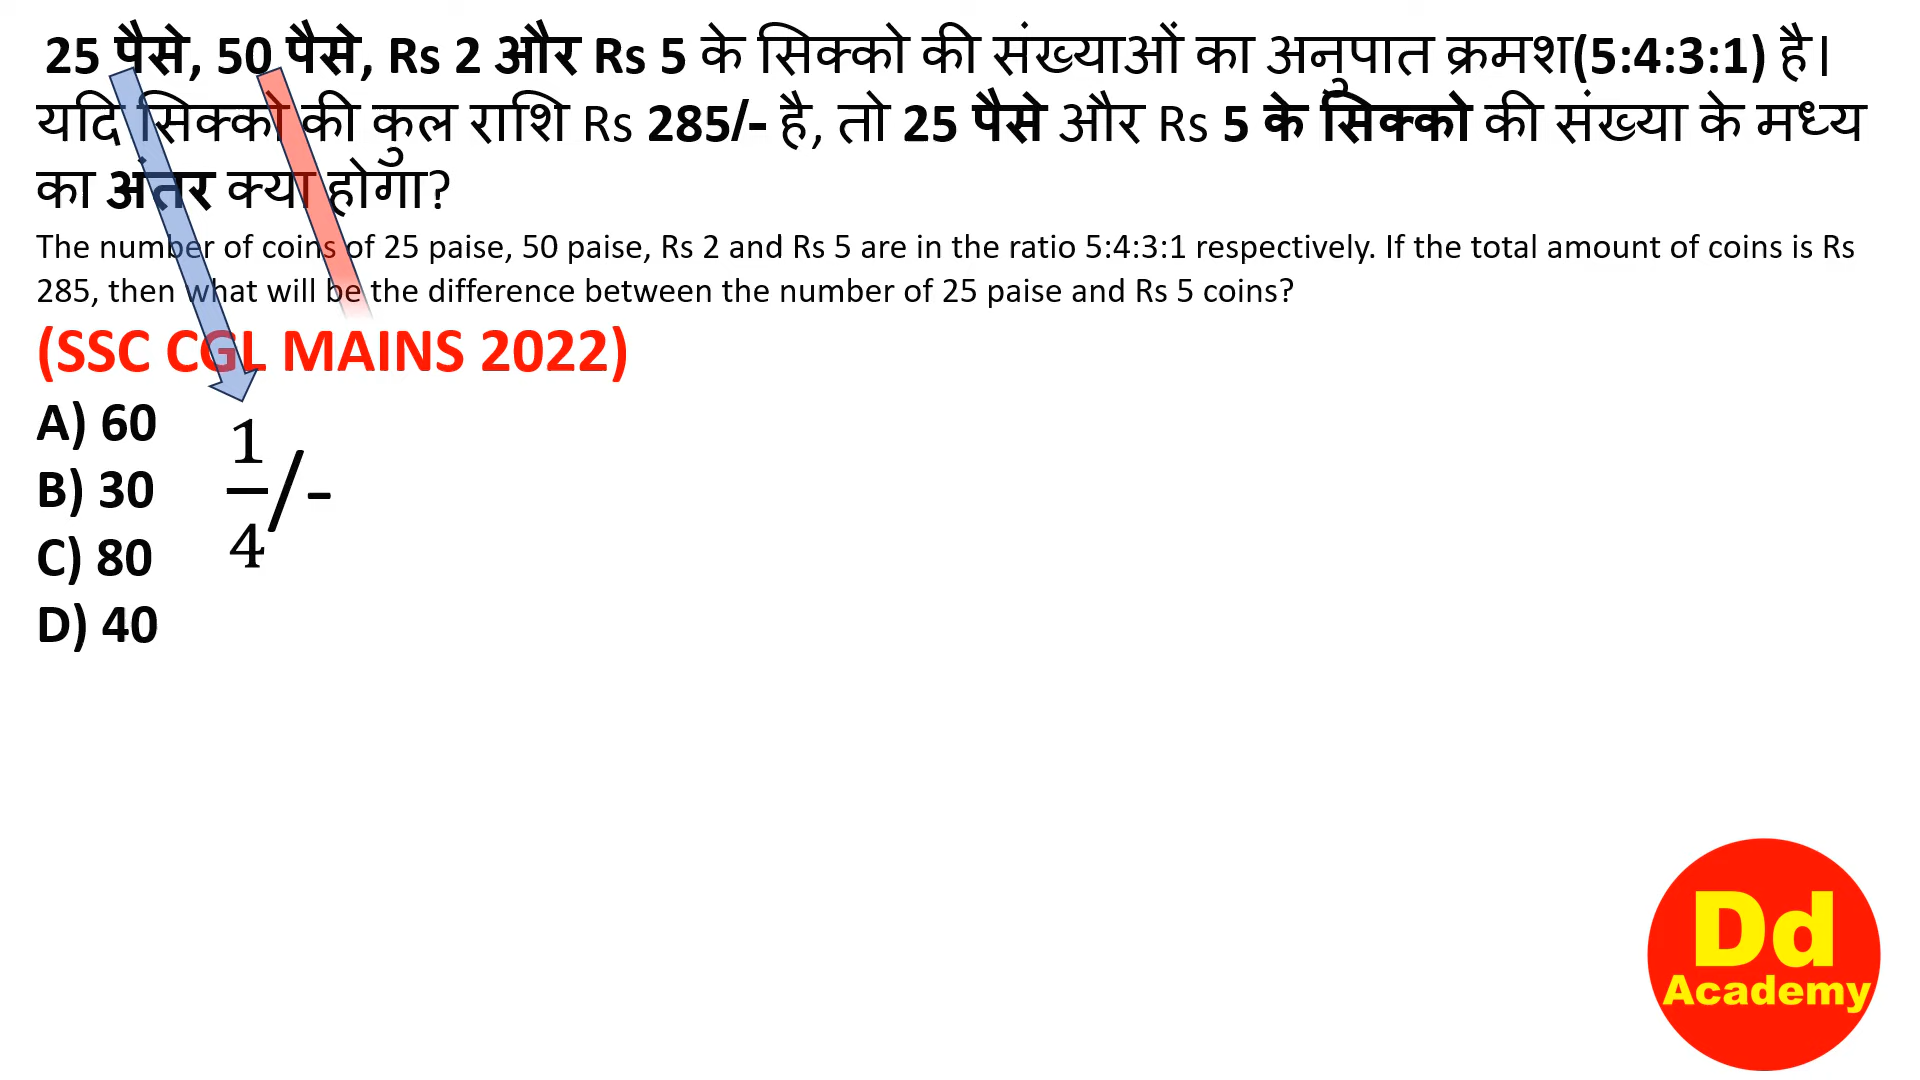 25 पैसे, 50 पैसे, Rs 2 और Rs 5 के सिक्को की संख्याओं का अनुपात क्रमश(5:4:3:1) है।
यदि सिक्को की कुल राशि Rs 285/- है, तो 25 पैसे और Rs 5 के सिक्को की संख्या के मध्य
का अंतर क्या होगा?
The number of coins of 25 paise, 50 paise, Rs 2 and Rs 5 are in the ratio 5:4:3:1 respectively. If the total amount of coins is Rs
285, then what will be the difference between the number of 25 paise and Rs 5 coins?
(SSC CGL MAINS 2022)
A) 60
B) 30
C) 80
D) 40
1
4
/-
Dd
Academy